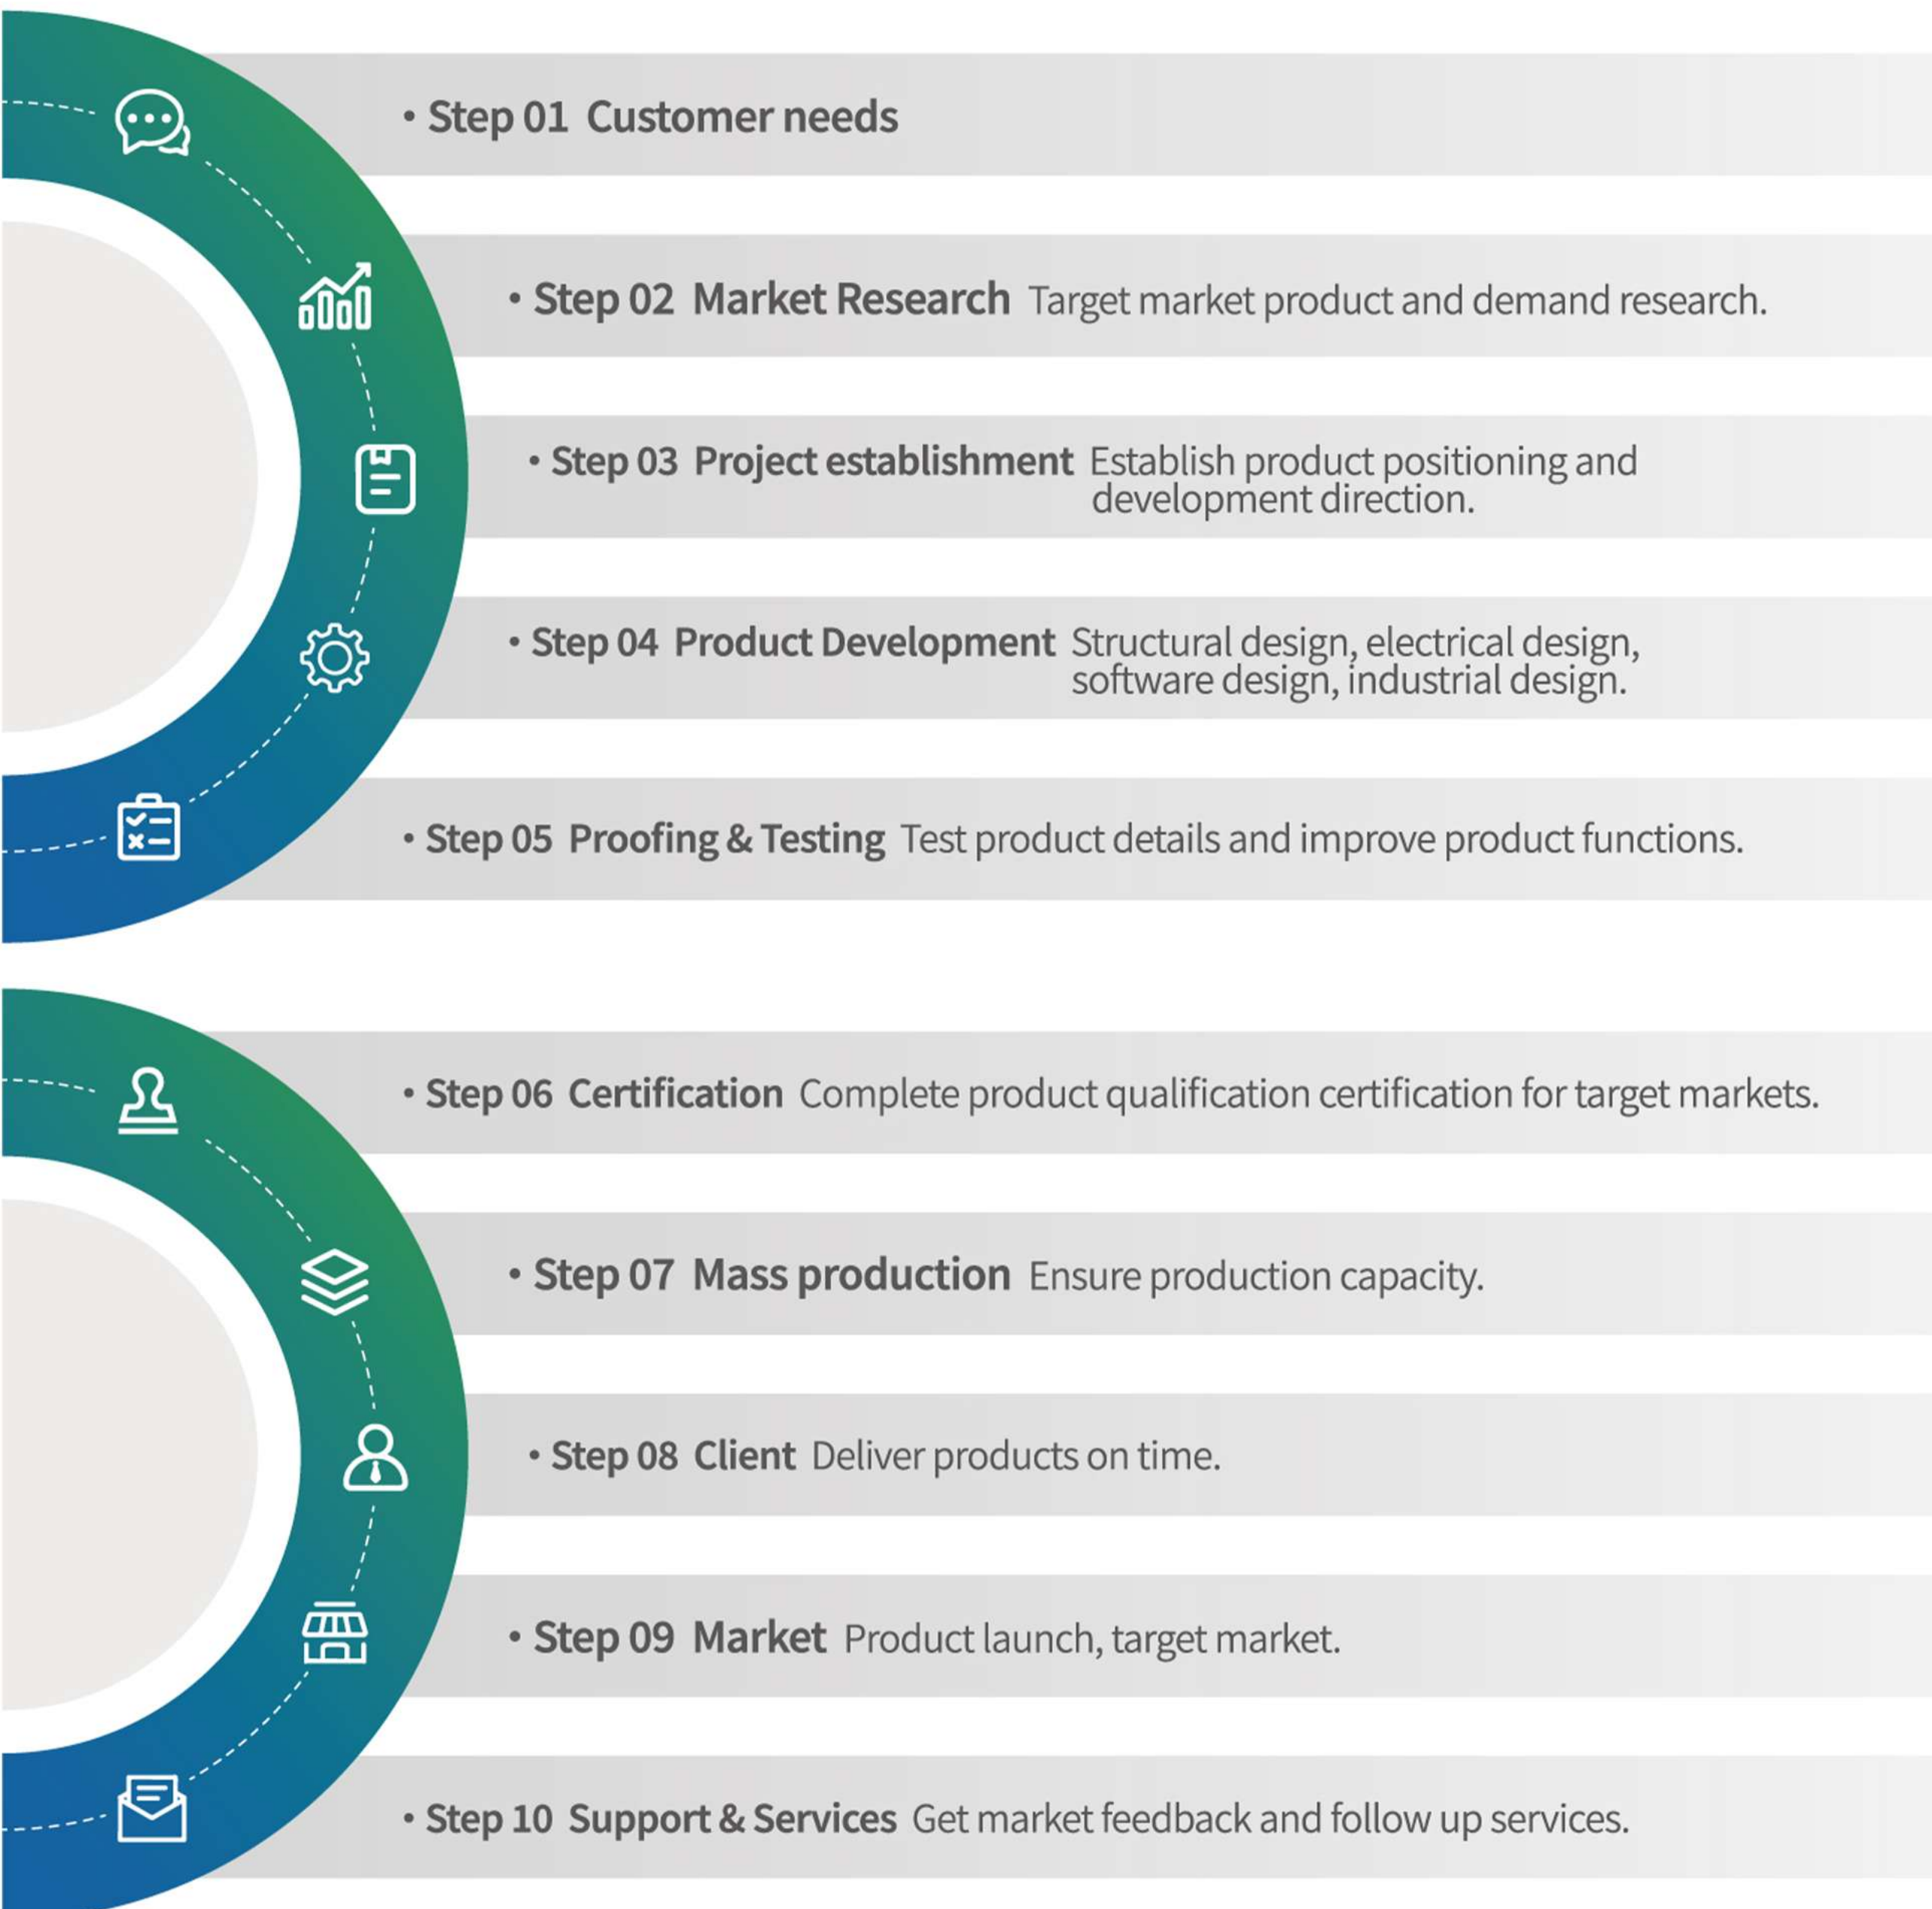 • Step 01 Customer needs
• Step 02 Market Research Target market product and demand research.
• Step 03 Project establishment Establish product positioning and
development direction.
• Step 04 Product Development Structural design, electrical design,
software design, industrial design.
• Step 05 Proofing & Testing Test product details and improve product functions.
• Step 06 Certification Complete product qualification certification for target markets.
• Step 07 Mass production Ensure production capacity.
• Step 08 Client Deliver products on time.
• Step 09 Market Product launch, target market.
• Step 10 Support & Services Get market feedback and follow up services.